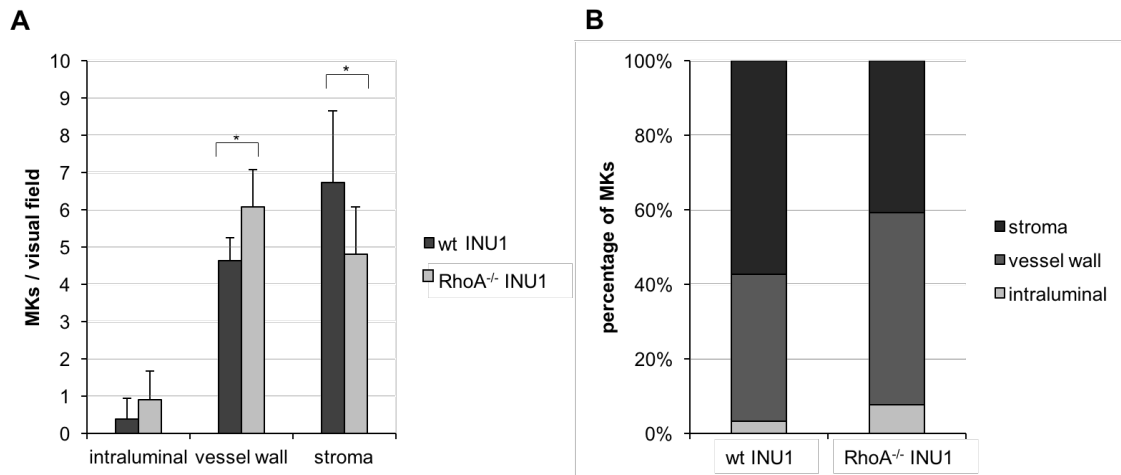 A
10
9
8
7
6
5
4
3
2
1
0
MKs / visual field
*
*
intraluminal vessel wall stroma
wt INU1
RhoA-/- INU1
B
100%
80%
60%
40%
20%
0%
percentage of MKs
wt INU1 RhoA-/- INU1
stroma
vessel wall
intraluminal